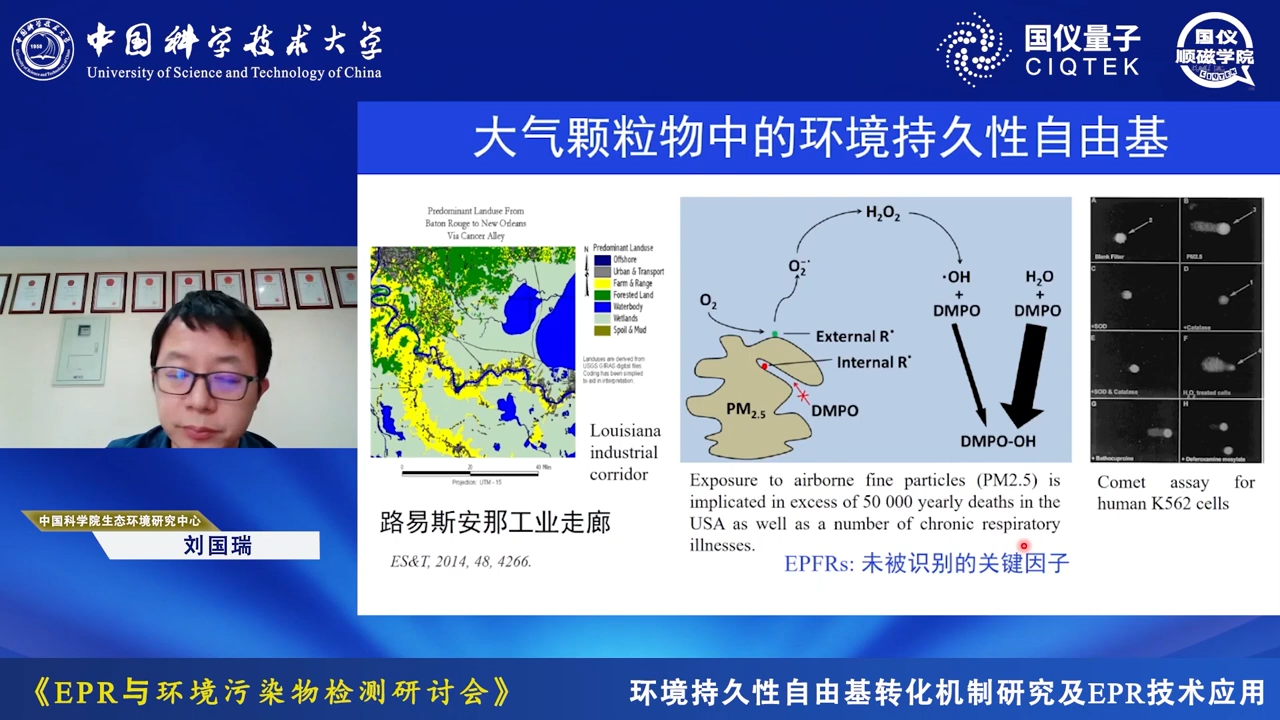 中国科学技术大学
University of Science and Technology of China
国仪量子
CIQTEK
国仪
顺磁学院
CIQTEK
大气颗粒物中的环境持久性自由基
Predominant Landuse From
Baton Rouge to New Orleans
Via Cancer Alley
N
Predominant Landuse
Offshore
Urban & Transport
Farm & Range
Forested Land
Waterbody
Wetlands
Spoil & Mud
Landuses are derived from
USGS GIRAS digital files.
Coding has been simplied
to aid in interpretation.
0 20 40 Miles
Projection: UTM - 15
Louisiana
industrial
corridor
路易斯安那工业走廊
ES&T, 2014, 48, 4266.
H₂O₂
O₂⁻˙
O₂
·OH
+
DMPO
H₂O
+
DMPO
External R•
Internal R•
PM2.5
DMPO
DMPO-OH
Exposure to airborne fine particles (PM2.5) is
implicated in excess of 50 000 yearly deaths in the
USA as well as a number of chronic respiratory
illnesses.
EPFRs: 未被识别的关键因子
A
Blank Filter
B
PM2.5
C
+SOD
D
+Catalase
E
+SOD & Catalase
F
H₂O₂ treated cells
G
+ Bathocuproine
H
+ Deferoxamine mesylate
Comet assay for
human K562 cells
中国科学院生态环境研究中心
刘国瑞
《EPR与环境污染物检测研讨会》
环境持久性自由基转化机制研究及EPR技术应用